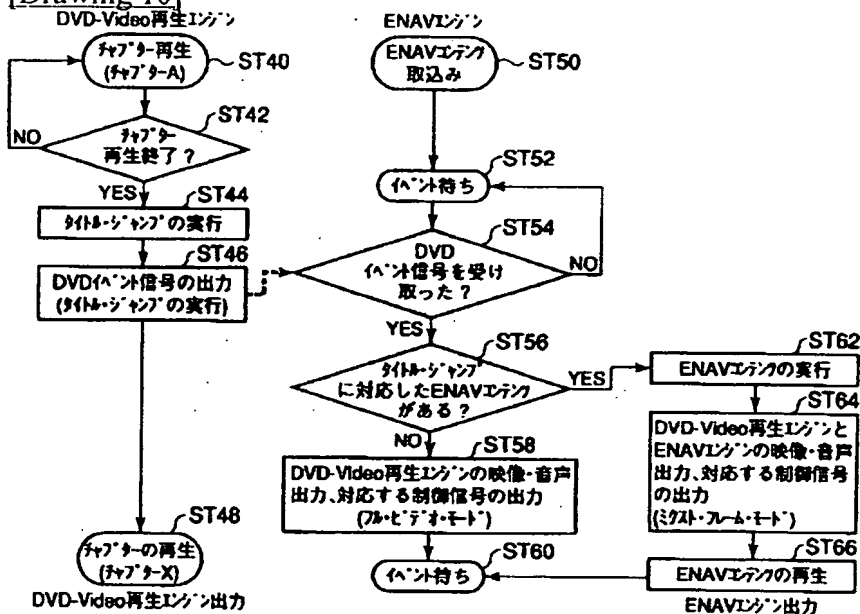 [Drawing 10]
DVD-Video再生エンジン
チャプター再生
(チャプターA)
ST40
ST42
チャプター
再生終了？
NO
YES
ST44
タイトル・ジャンプの実行
ST46
DVDイベント信号の出力
(タイトル・ジャンプの実行)
ST48
チャプターの再生
(チャプターX)
DVD-Video再生エンジン出力
ENAVエンジン
ENAVコンテンツ
取込み
ST50
ST52
イベント待ち
ST54
DVD
イベント信号を受け
取った？
NO
YES
ST56
タイトル・ジャンプ
に対応したENAVコンテンツ
がある？
YES
NO
ST58
DVD-Video再生エンジンの映像・音声
出力、対応する制御信号の出力
(フル・ビデオ・モード)
ST60
イベント待ち
ST62
ENAVコンテンツの実行
ST64
DVD-Video再生エンジンと
ENAVエンジンの映像・音声
出力、対応する制御信号
の出力
(ミクスト・フレーム・モード)
ST66
ENAVコンテンツの再生
ENAVエンジン出力